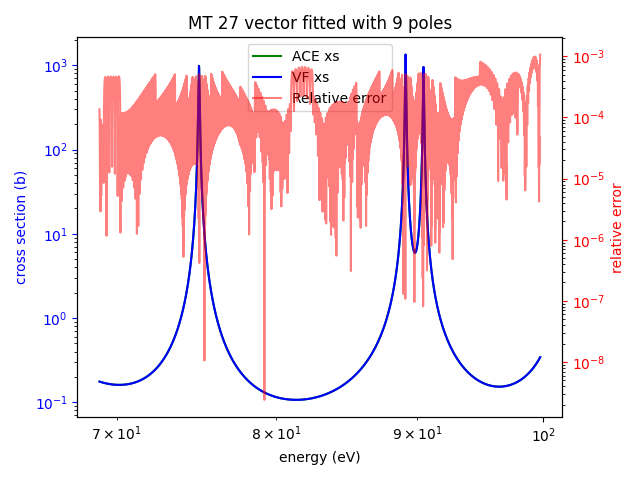 MT 27 vector fitted with 9 poles
ACE xs
VF xs
Relative error
cross section (b)
10³
10²
10¹
10⁰
10⁻¹
10⁻³
10⁻⁴
10⁻⁵
10⁻⁶
10⁻⁷
10⁻⁸
relative error
7 × 10¹ 8 × 10¹ 9 × 10¹ 10²
energy (eV)